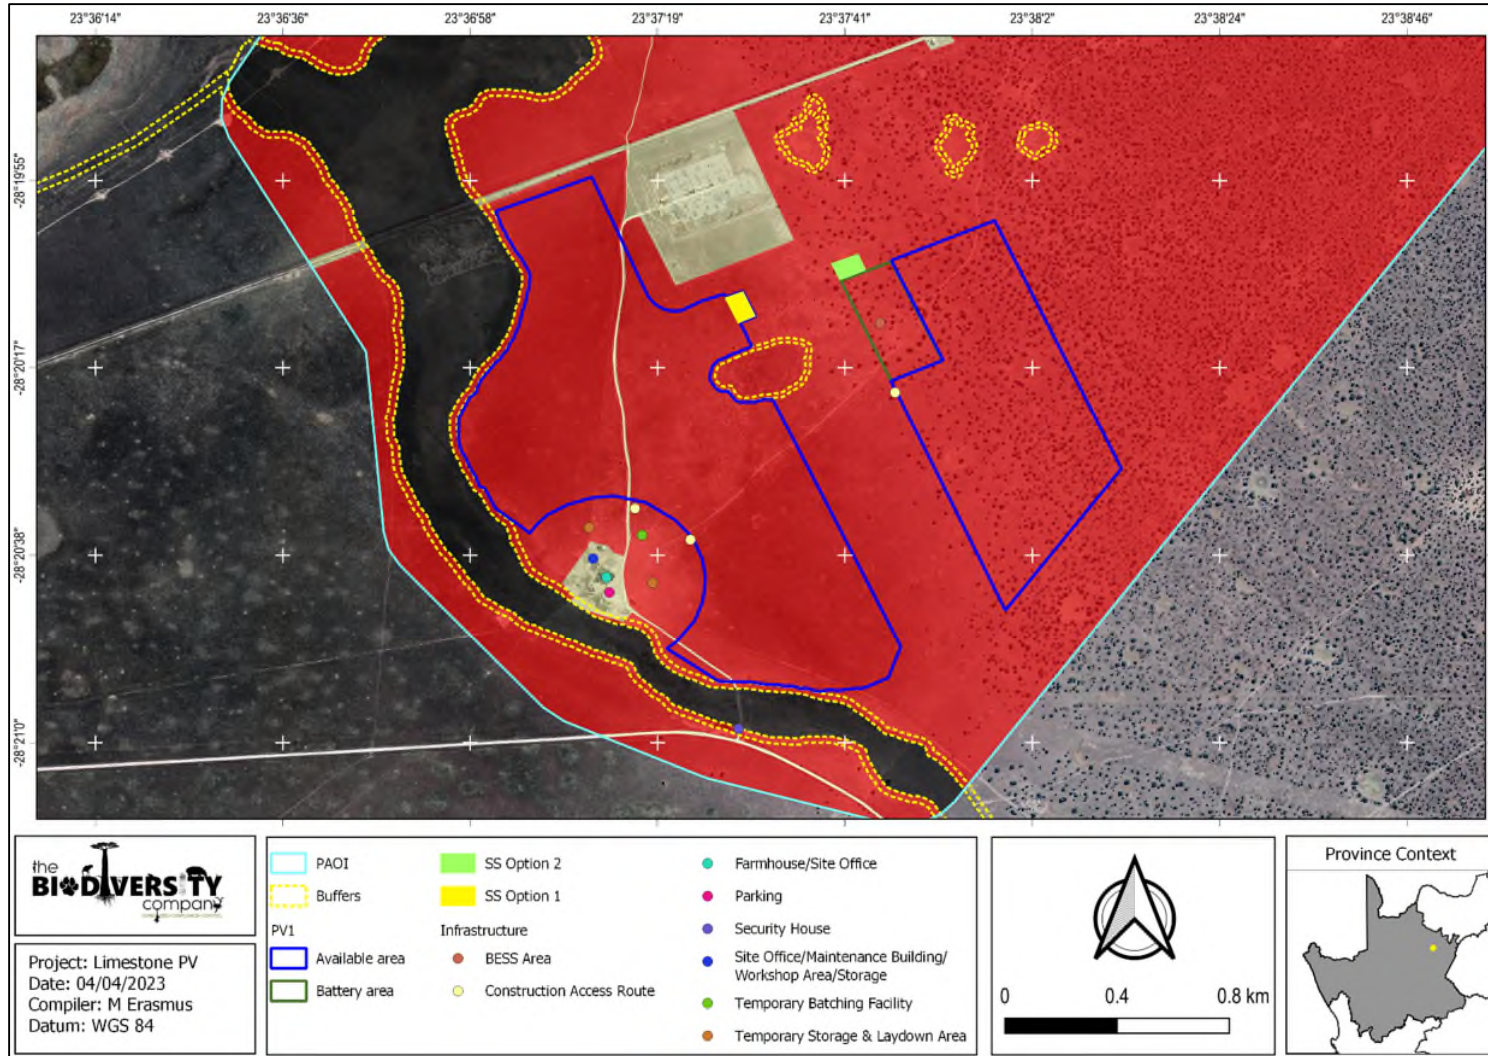 23°36'14" 23°36'36" 23°36'58" 23°37'19" 23°37'41" 23°38'2" 23°38'24" 23°38'46"
-28°19'55"
-28°20'17"
-28°20'38"
-28°21'0"
the
BIODIVERSITY
company
Project: Limestone PV
Date: 04/04/2023
Compiler: M Erasmus
Datum: WGS 84
PAOI
Buffers
PV1
Available area
Battery area
SS Option 2
SS Option 1
Infrastructure
BESS Area
Construction Access Route
Farmhouse/Site Office
Parking
Security House
Site Office/Maintenance Building/
Workshop Area/Storage
Temporary Batching Facility
Temporary Storage & Laydown Area
0 0.4 0.8 km
Province Context